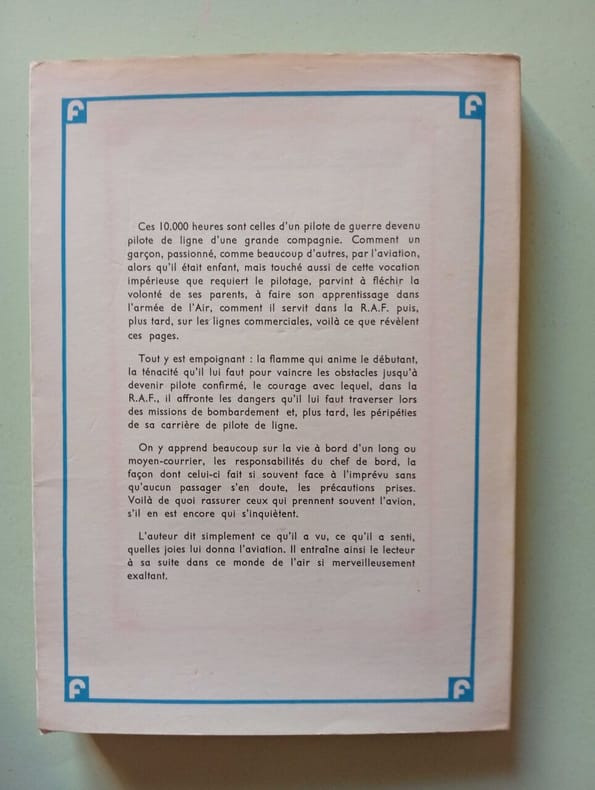 F F
Ces 10.000 heures sont celles d'un pilote de guerre devenu
pilote de ligne d'une grande compagnie. Comment un
garçon, passionné, comme beaucoup d'autres, par l'aviation,
alors qu'il était enfant, mais touché aussi de cette vocation
impérieuse que requiert le pilotage, parvint à fléchir la
volonté de ses parents, à faire son apprentissage dans
l'armée de l'Air, comment il servit dans la R.A.F. puis,
plus tard, sur les lignes commerciales, voilà ce que révèlent
ces pages.
Tout y est empoignant : la flamme qui anime le débutant,
la ténacité qu'il lui faut pour vaincre les obstacles jusqu'à
devenir pilote confirmé, le courage avec lequel, dans la
R.A.F., il affronte les dangers qu'il lui faut traverser lors
des missions de bombardement et, plus tard, les péripéties
de sa carrière de pilote de ligne.
On y apprend beaucoup sur la vie à bord d'un long ou
moyen-courrier, les responsabilités du chef de bord, la
façon dont celui-ci fait si souvent face à l'imprévu sans
qu'aucun passager s'en doute, les précautions prises.
Voilà de quoi rassurer ceux qui prennent souvent l'avion,
s'il en est encore qui s'inquiètent.
L'auteur dit simplement ce qu'il a vu, ce qu'il a senti,
quelles joies lui donna l'aviation. Il entraîne ainsi le lecteur
à sa suite dans ce monde de l'air si merveilleusement
exaltant.
F F